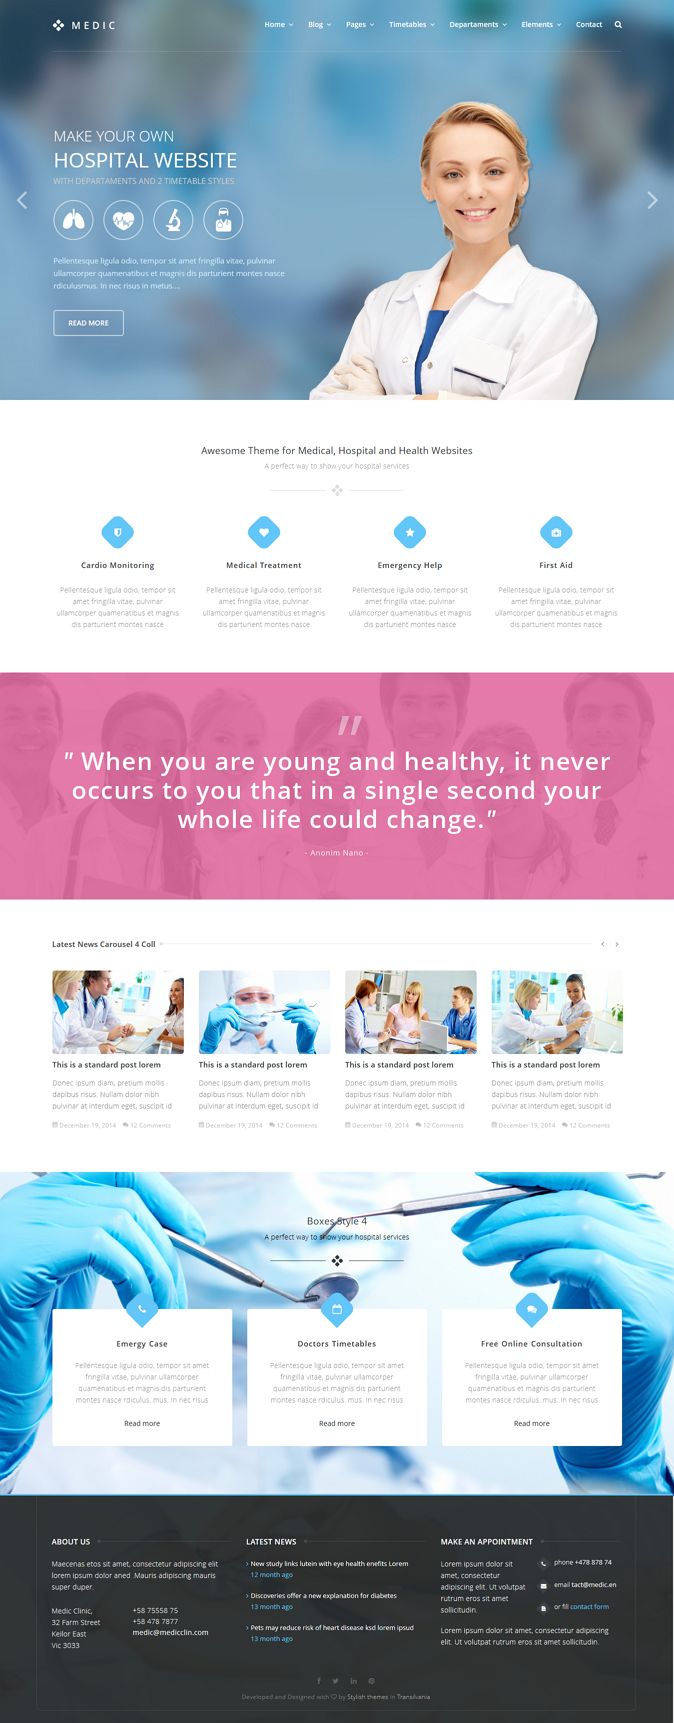 MEDIC
Home Blog Pages Timetables Departaments Elements Contact
MAKE YOUR OWN
HOSPITAL WEBSITE
WITH DEPARTAMENTS AND 2 TIMETABLE STYLES
Pellentesque ligula odio, tempor sit amet fringilla vitae, pulvinar
ullamcorper quamenatibus et magnis dis parturient montes nasce
rdiculusmus. In nec risus in metus....
READ MORE
Awesome Theme for Medical, Hospital and Health Websites
A perfect way to show your hospital services
Cardio Monitoring
Pellentesque ligula odio, tempor sit
amet fringilla vitae, pulvinar
ullamcorper quamenatibus et magnis
dis parturient montes nasce
Medical Treatment
Pellentesque ligula odio, tempor sit
amet fringilla vitae, pulvinar
ullamcorper quamenatibus et magnis
dis parturient montes nasce
Emergency Help
Pellentesque ligula odio, tempor sit
amet fringilla vitae, pulvinar
ullamcorper quamenatibus et magnis
dis parturient montes nasce
First Aid
Pellentesque ligula odio, tempor sit
amet fringilla vitae, pulvinar
ullamcorper quamenatibus et magnis
dis parturient montes nasce
" When you are young and healthy, it never
occurs to you that in a single second your
whole life could change."
- Anonim Nano -
Latest News Carousel 4 Coll
This is a standard post lorem
Donec ipsum diam, pretium mollis
dapibus risus. Nullam dolor nibh
pulvinar at interdum eget, suscipit id
December 19, 2014 12 Comments
This is a standard post lorem
Donec ipsum diam, pretium mollis
dapibus risus. Nullam dolor nibh
pulvinar at interdum eget, suscipit id
December 19, 2014 12 Comments
This is a standard post lorem
Donec ipsum diam, pretium mollis
dapibus risus. Nullam dolor nibh
pulvinar at interdum eget, suscipit id
December 19, 2014 12 Comments
This is a standard post lorem
Donec ipsum diam, pretium mollis
dapibus risus. Nullam dolor nibh
pulvinar at interdum eget, suscipit id
December 19, 2014 12 Comments
Boxes Style 4
A perfect way to show your hospital services
Emergy Case
Pellentesque ligula odio, tempor sit amet
fringilla vitae, pulvinar ullamcorper
quamenatibus et magnis dis parturient
montes nasce rdiculus. mus. In nec risus
Read more
Doctors Timetables
Pellentesque ligula odio, tempor sit amet
fringilla vitae, pulvinar ullamcorper
quamenatibus et magnis dis parturient
montes nasce rdiculus. mus. In nec risus
Read more
Free Online Consultation
Pellentesque ligula odio, tempor sit amet
fringilla vitae, pulvinar ullamcorper
quamenatibus et magnis dis parturient
montes nasce rdiculus. mus. In nec risus
Read more
ABOUT US
Maecenas etos sit amet, consectetur adipiscing elit
lorem ipsum dolor aned .Mauris adipiscing mauris
super duper.
Medic Clinic,
32 Farm Street
Keilor East
Vic 3033
+58 75558 75
+58 478 7877
medic@medicclin.com
LATEST NEWS
New study links lutein with eye health enefits Lorem
12 month ago
Discoveries offer a new explanation for diabetes
13 month ago
Pets may reduce risk of heart disease ksd lorem ipsud
13 month ago
MAKE AN APPOINTMENT
Lorem ipsum dolor sit
amet, consectetur
adipiscing elit. Ut volutpat
rutrum eros sit amet
sollicitudin.
phone +478 878 74
email tact@medic.en
or fill contact form
Lorem ipsum dolor sit amet, consectetur adipiscing
elit. Ut volutpat rutrum eros sit amet sollicitudin.
Developed and Designed with by Stylish themes in Transilvania